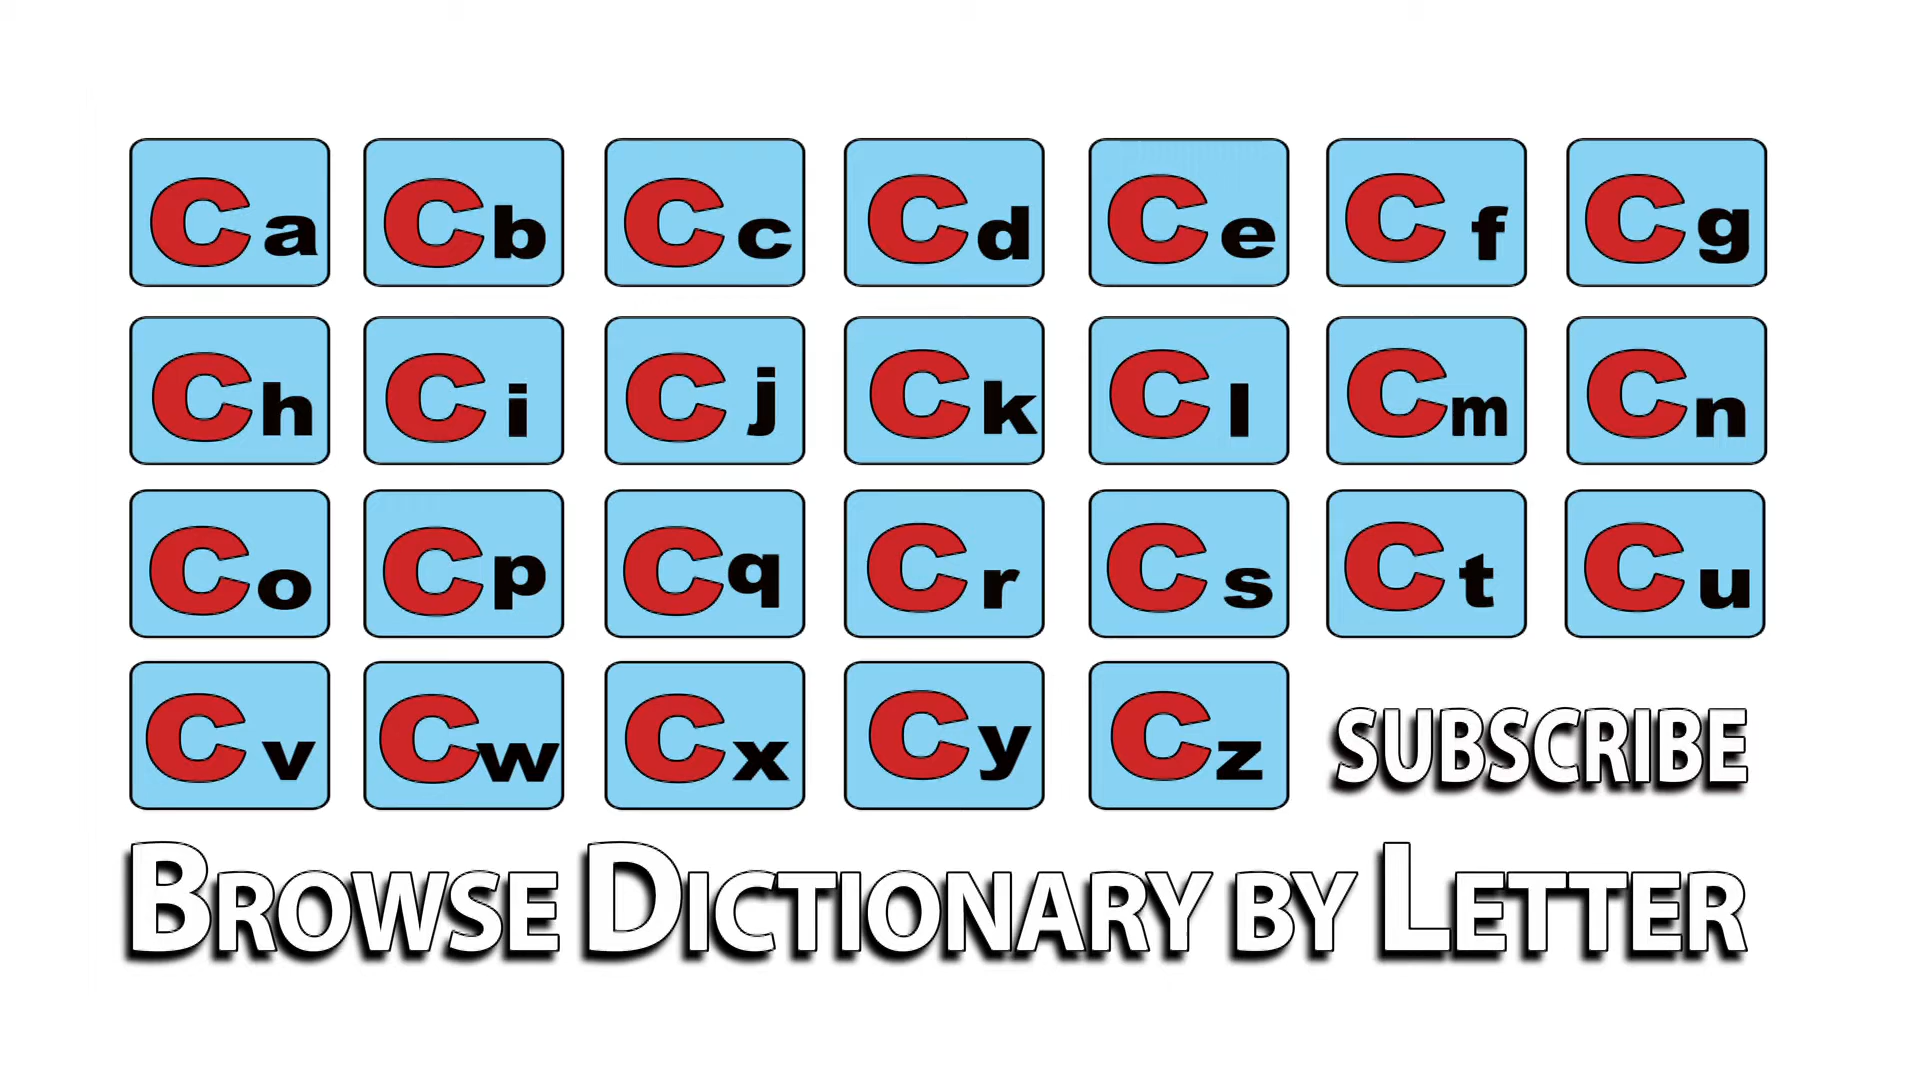 Ca Cb Cc Cd Ce Cf Cg
Ch Ci Cj Ck Cl Cm Cn
Co Cp Cq Cr Cs Ct Cu
Cv Cw Cx Cy Cz SUBSCRIBE
BROWSE DICTIONARY BY LETTER